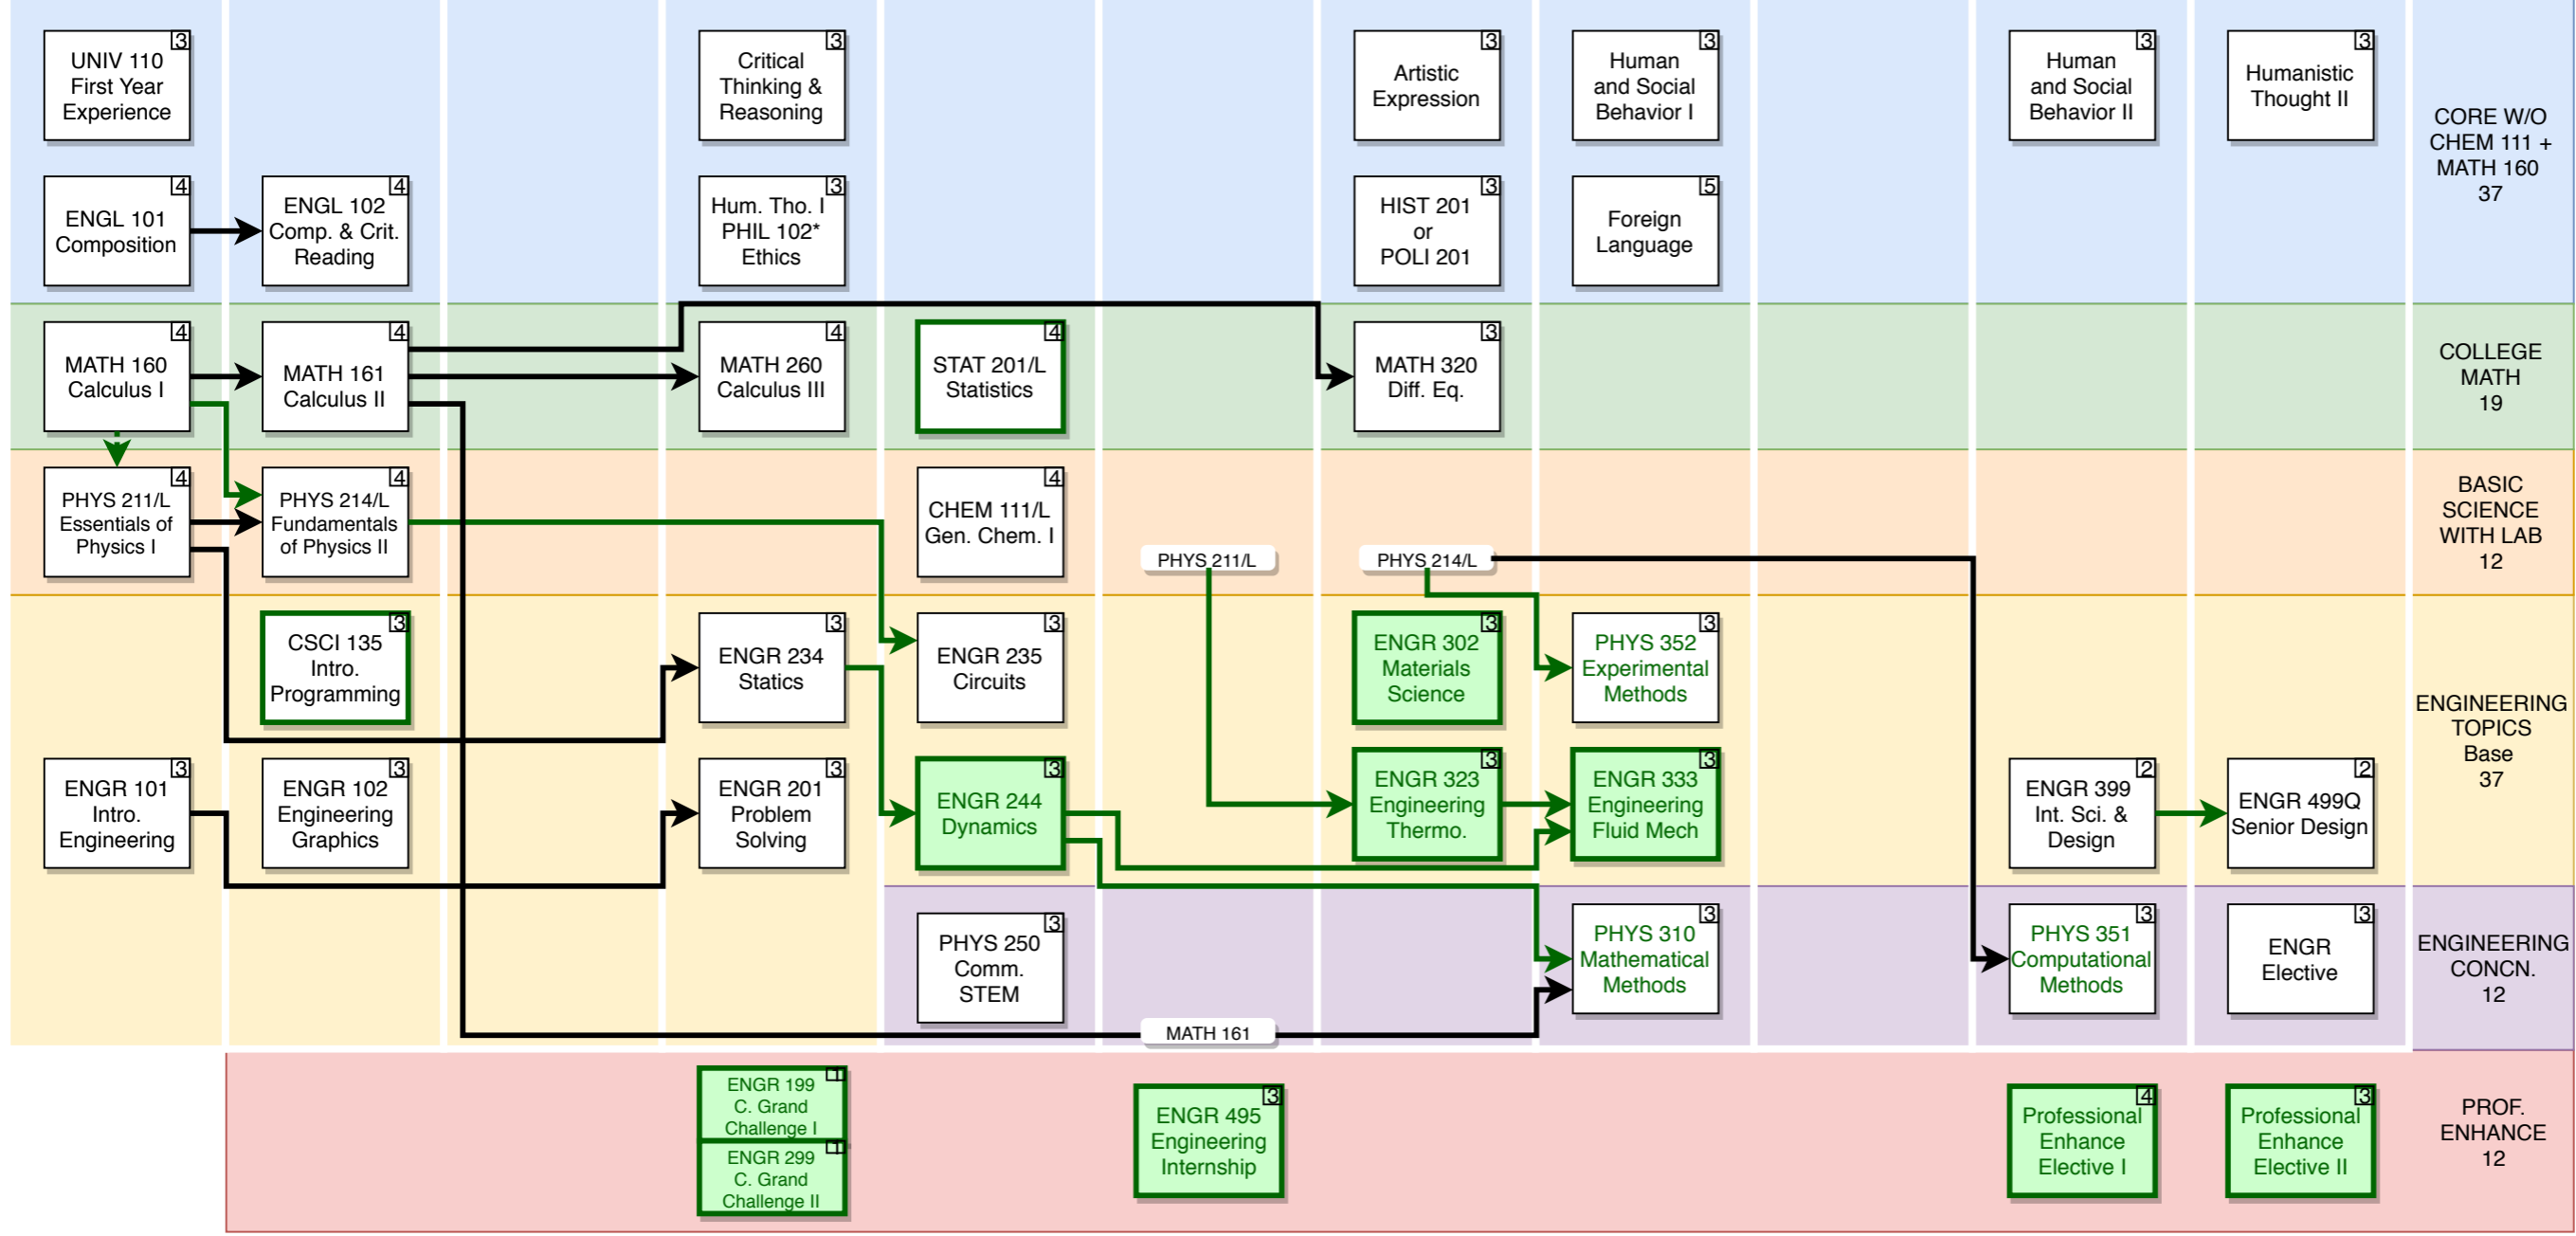 3
UNIV 110
First Year
Experience
3
Critical
Thinking &
Reasoning
3
Artistic
Expression
3
Human
and Social
Behavior I
3
Human
and Social
Behavior II
3
Humanistic
Thought II
CORE W/O
CHEM 111 +
MATH 160
37
4
ENGL 101
Composition
4
ENGL 102
Comp. & Crit.
Reading
3
Hum. Tho. I
PHIL 102*
Ethics
3
HIST 201
or
POLI 201
5
Foreign
Language
4
MATH 160
Calculus I
4
MATH 161
Calculus II
4
MATH 260
Calculus III
4
STAT 201/L
Statistics
3
MATH 320
Diff. Eq.
COLLEGE
MATH
19
4
PHYS 211/L
Essentials of
Physics I
4
PHYS 214/L
Fundamentals
of Physics II
4
CHEM 111/L
Gen. Chem. I
PHYS 211/L
PHYS 214/L
BASIC
SCIENCE
WITH LAB
12
3
CSCI 135
Intro.
Programming
3
ENGR 234
Statics
3
ENGR 235
Circuits
3
ENGR 302
Materials
Science
3
PHYS 352
Experimental
Methods
ENGINEERING
TOPICS
Base
37
3
ENGR 101
Intro.
Engineering
3
ENGR 102
Engineering
Graphics
3
ENGR 201
Problem
Solving
3
ENGR 244
Dynamics
3
ENGR 323
Engineering
Thermo.
3
ENGR 333
Engineering
Fluid Mech
2
ENGR 399
Int. Sci. &
Design
2
ENGR 499Q
Senior Design
3
PHYS 250
Comm.
STEM
3
PHYS 310
Mathematical
Methods
3
PHYS 351
Computational
Methods
3
ENGR
Elective
ENGINEERING
CONCN.
12
MATH 161
1
ENGR 199
C. Grand
Challenge I
1
ENGR 299
C. Grand
Challenge II
3
ENGR 495
Engineering
Internship
4
Professional
Enhance
Elective I
3
Professional
Enhance
Elective II
PROF.
ENHANCE
12